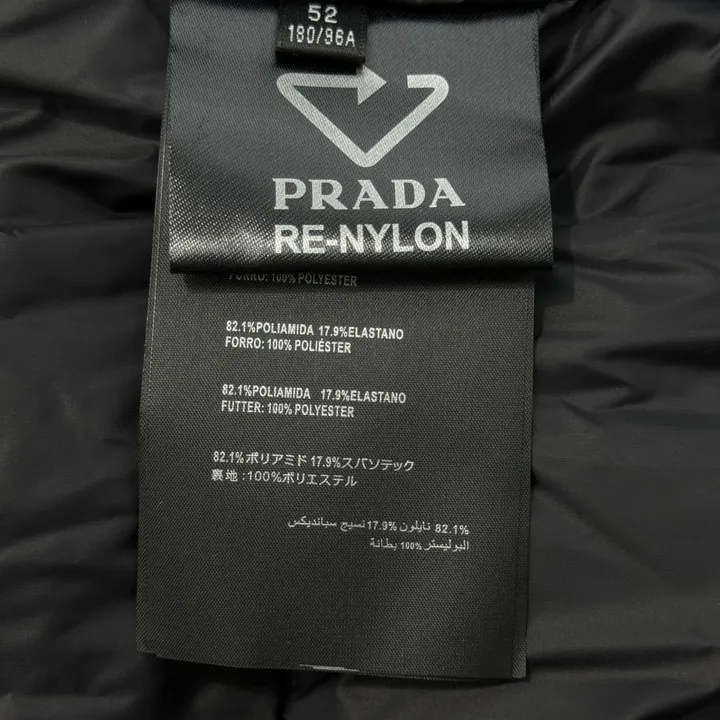 52
180/96A
PRADA
RE-NYLON
FORRO: 100% POLYESTER
82.1%POLIAMIDA 17.9%ELASTANO
FORRO: 100% POLIÉSTER
82.1%POLIAMIDA 17.9%ELASTANO
FUTTER: 100% POLYESTER
82.1%ポリアミド 17.9%スバソテック
裏地 :100%ポリエステル
82.1% نايلون 17.9% نسيج سبانديكس
البوليستر 100% بطانة